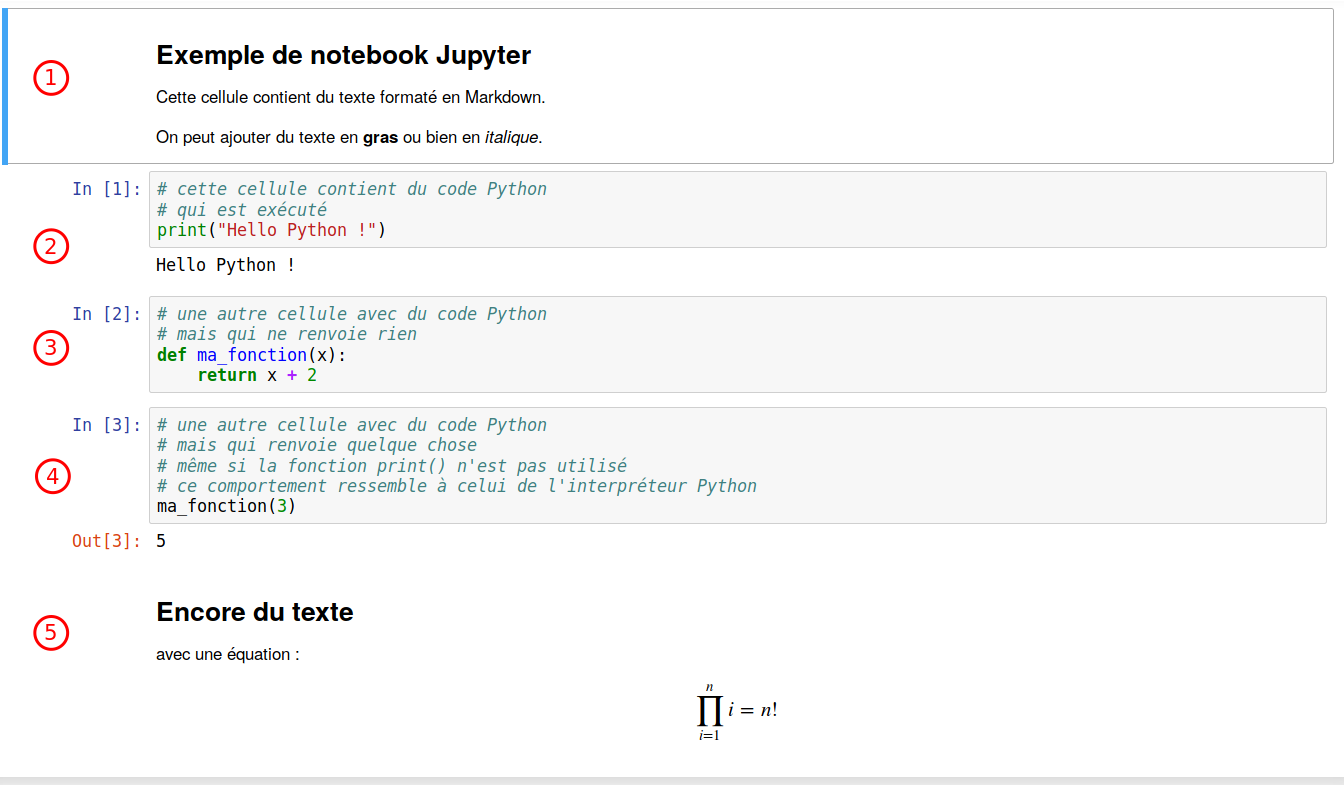 Exemple de notebook Jupyter
1
Cette cellule contient du texte formaté en Markdown.
On peut ajouter du texte en gras ou bien en italique.
In [1]: # cette cellule contient du code Python
# qui est exécuté
print("Hello Python !")
2
Hello Python !
In [2]: # une autre cellule avec du code Python
# mais qui ne renvoie rien
3
def ma_fonction(x):
    return x + 2
In [3]: # une autre cellule avec du code Python
# mais qui renvoie quelque chose
# même si la fonction print() n'est pas utilisé
4
# ce comportement ressemble à celui de l'interpréteur Python
ma_fonction(3)
Out[3]: 5
Encore du texte
5
avec une équation :
n
∏ i = n!
i=1